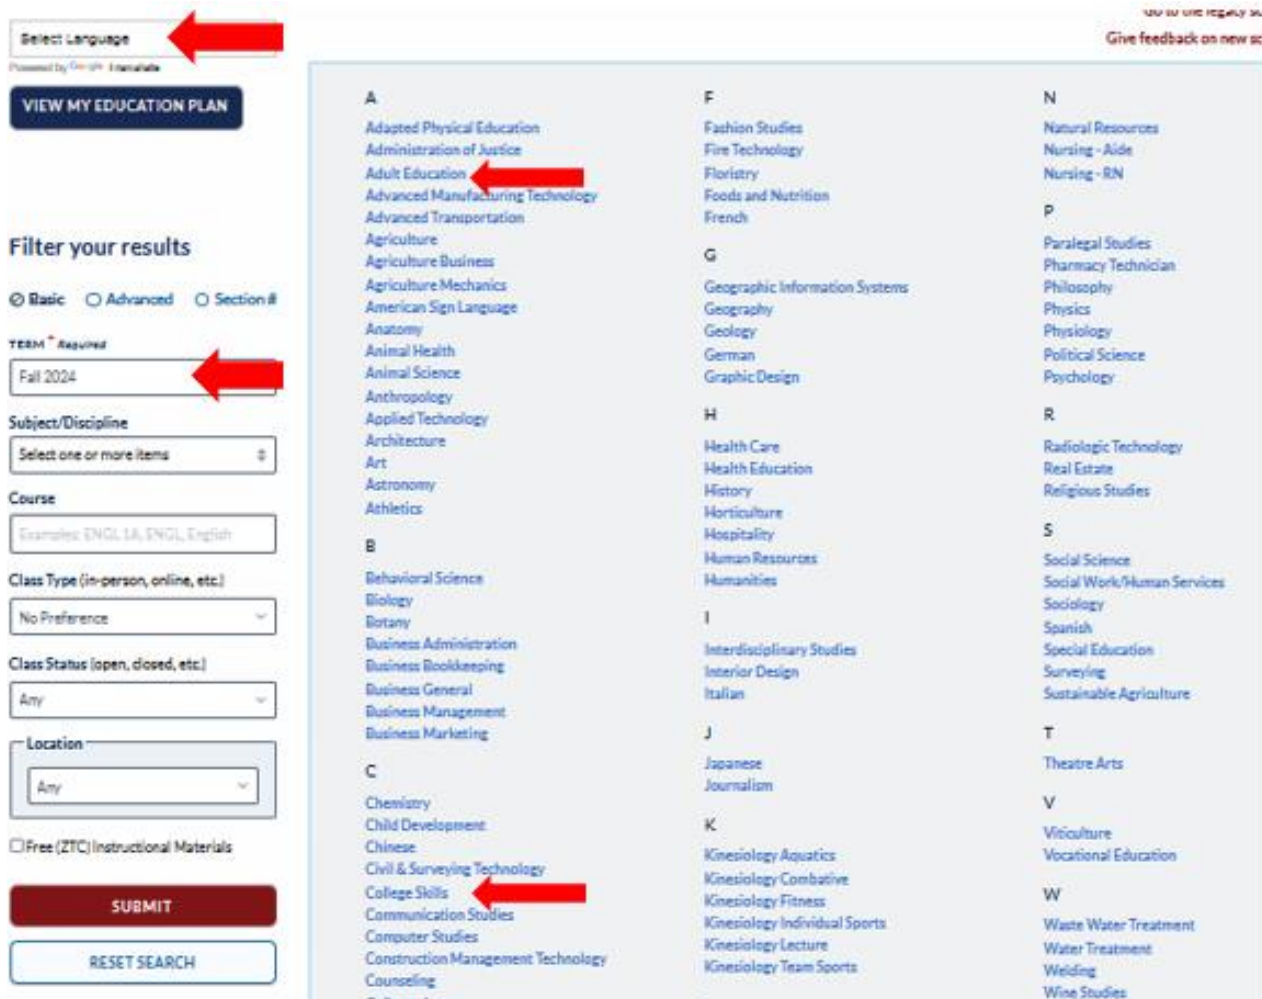 Go to the legacy
Give feedback on new
Select Language
Powered by Google Translate
VIEW MY EDUCATION PLAN
Filter your results
Basic Advanced Section #
TERM * Required
Fall 2024
Subject/Discipline
Select one or more items
Course
Examples: ENGL 1A, ENGL, English
Class Type (in-person, online, etc.)
No Preference
Class Status (open, closed, etc.)
Any
Location
Any
Free (ZTC) Instructional Materials
SUBMIT
RESET SEARCH
A
Adapted Physical Education
Administration of Justice
Adult Education
Advanced Manufacturing Technology
Advanced Transportation
Agriculture
Agriculture Business
Agriculture Mechanics
American Sign Language
Anatomy
Animal Health
Animal Science
Anthropology
Applied Technology
Architecture
Art
Astronomy
Athletics
B
Behavioral Science
Biology
Botany
Business Administration
Business Bookkeeping
Business General
Business Management
Business Marketing
C
Chemistry
Child Development
Chinese
Civil & Surveying Technology
College Skills
Communication Studies
Computer Studies
Construction Management Technology
Counseling
F
Fashion Studies
Fire Technology
Floristry
Foods and Nutrition
French
G
Geographic Information Systems
Geography
Geology
German
Graphic Design
H
Health Care
Health Education
History
Horticulture
Hospitality
Human Resources
Humanities
I
Interdisciplinary Studies
Interior Design
Italian
J
Japanese
Journalism
K
Kinesiology Aquatics
Kinesiology Combative
Kinesiology Fitness
Kinesiology Individual Sports
Kinesiology Lecture
Kinesiology Team Sports
N
Natural Resources
Nursing - Aide
Nursing - RN
P
Paralegal Studies
Pharmacy Technician
Philosophy
Physics
Physiology
Political Science
Psychology
R
Radiologic Technology
Real Estate
Religious Studies
S
Social Science
Social Work/Human Services
Sociology
Spanish
Special Education
Surveying
Sustainable Agriculture
T
Theatre Arts
V
Viticulture
Vocational Education
W
Waste Water Treatment
Water Treatment
Welding
Wine Studies